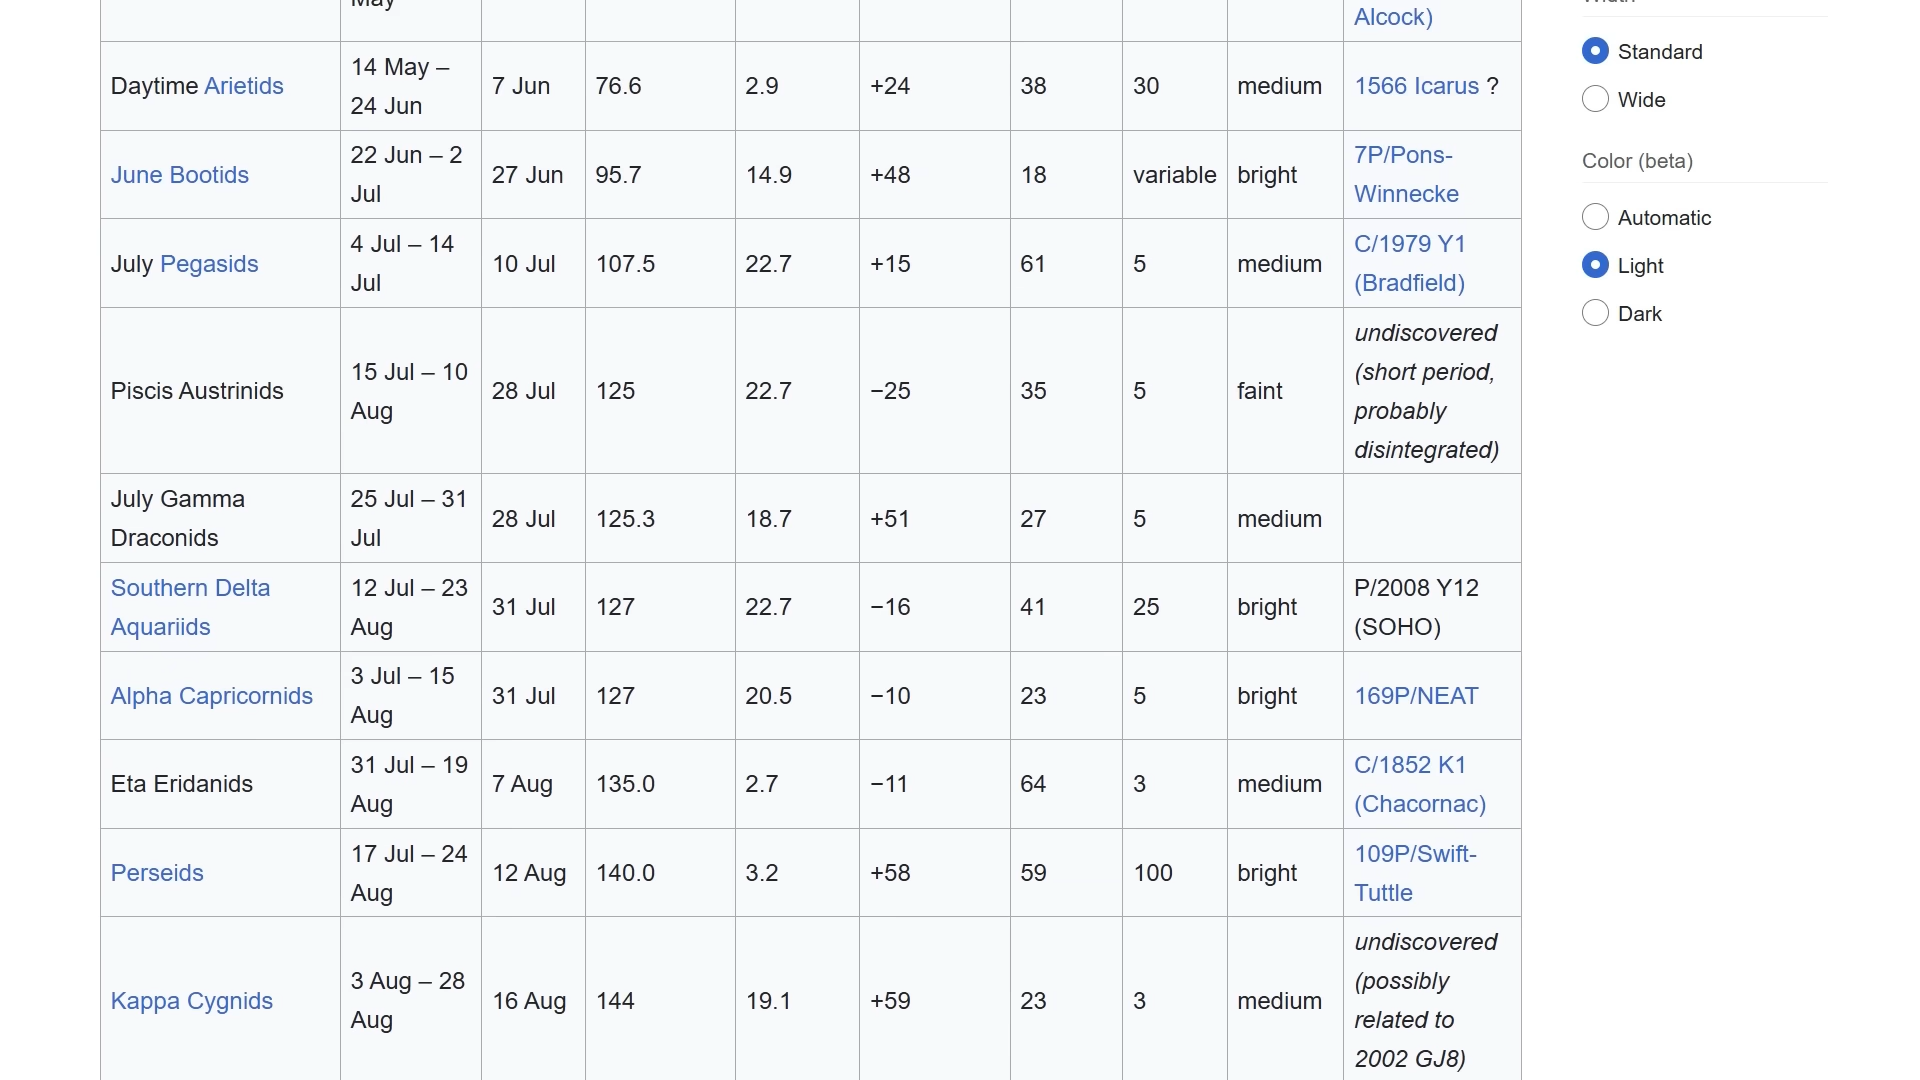 May
Alcock)
Daytime Arietids 14 May – 24 Jun 7 Jun 76.6 2.9 +24 38 30 medium 1566 Icarus ?
June Bootids 22 Jun – 2 Jul 27 Jun 95.7 14.9 +48 18 variable bright 7P/Pons-Winnecke
July Pegasids 4 Jul – 14 Jul 10 Jul 107.5 22.7 +15 61 5 medium C/1979 Y1 (Bradfield)
Piscis Austrinids 15 Jul – 10 Aug 28 Jul 125 22.7 −25 35 5 faint undiscovered (short period, probably disintegrated)
July Gamma Draconids 25 Jul – 31 Jul 28 Jul 125.3 18.7 +51 27 5 medium
Southern Delta Aquariids 12 Jul – 23 Aug 31 Jul 127 22.7 −16 41 25 bright P/2008 Y12 (SOHO)
Alpha Capricornids 3 Jul – 15 Aug 31 Jul 127 20.5 −10 23 5 bright 169P/NEAT
Eta Eridanids 31 Jul – 19 Aug 7 Aug 135.0 2.7 −11 64 3 medium C/1852 K1 (Chacornac)
Perseids 17 Jul – 24 Aug 12 Aug 140.0 3.2 +58 59 100 bright 109P/Swift-Tuttle
Kappa Cygnids 3 Aug – 28 Aug 16 Aug 144 19.1 +59 23 3 medium undiscovered (possibly related to 2002 GJ8)
Standard
Wide
Color (beta)
Automatic
Light
Dark